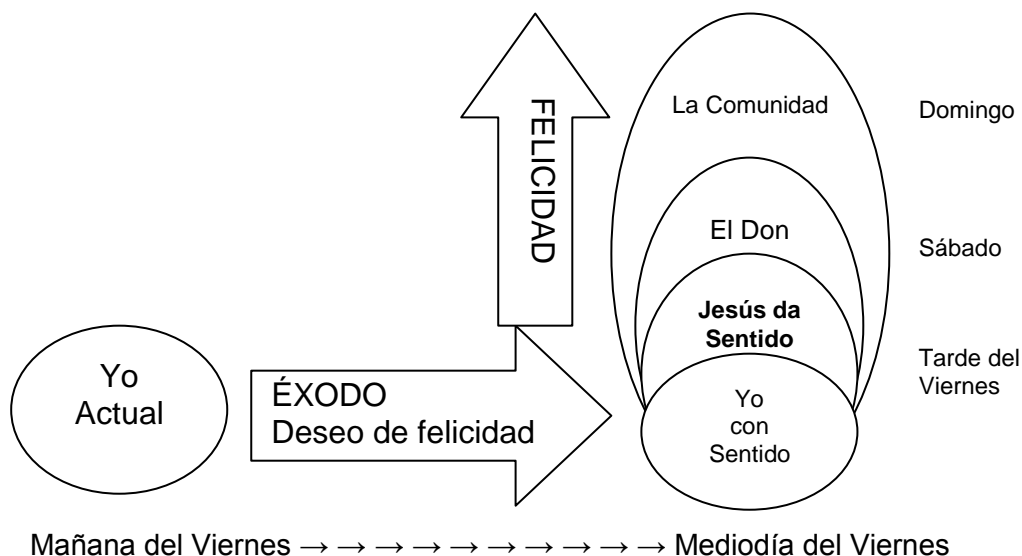 FELICIDAD
La Comunidad
Domingo
El Don
Sábado
Jesús da
Sentido
Tarde del
Viernes
Yo
Actual
ÉXODO
Deseo de felicidad
Yo
con
Sentido
Mañana del Viernes → → → → → → → → → → Mediodía del Viernes